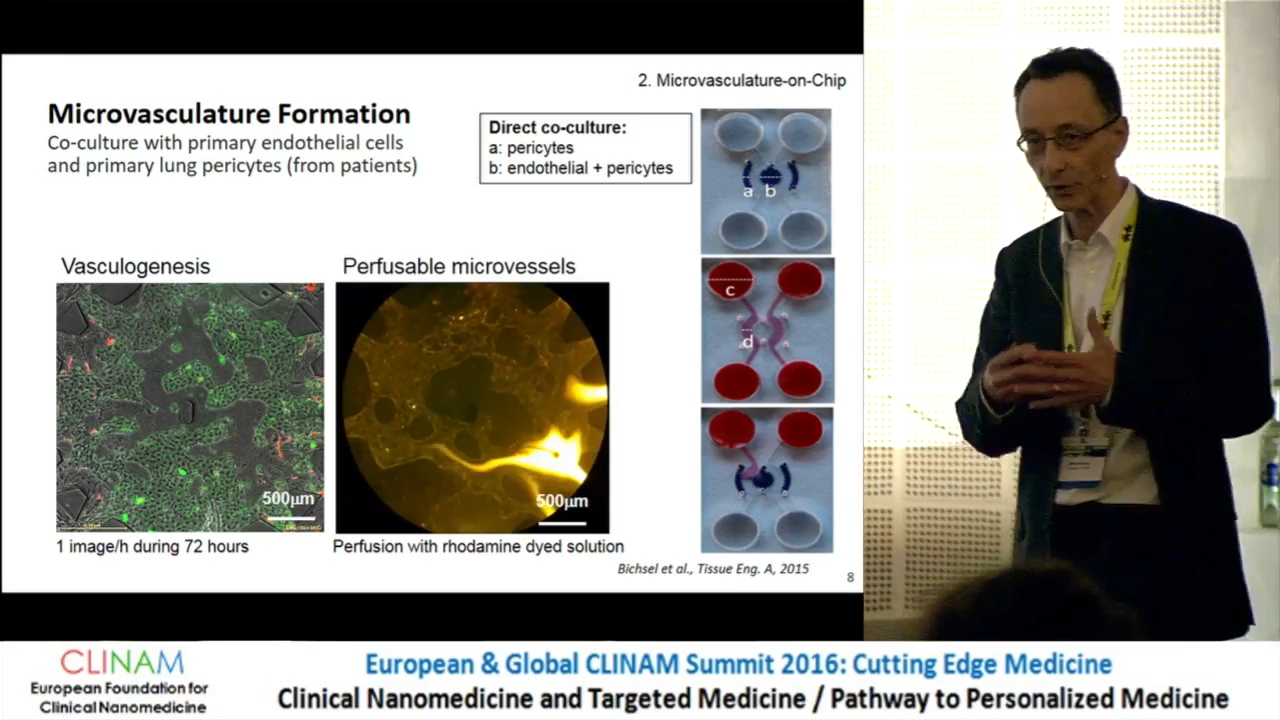 2. Microvasculature-on-Chip
Microvasculature Formation
Co-culture with primary endothelial cells
and primary lung pericytes (from patients)
Direct co-culture:
a: pericytes
b: endothelial + pericytes
a b
c
d
Vasculogenesis
Perfusable microvessels
500µm
500µm
1 image/h during 72 hours
Perfusion with rhodamine dyed solution
Bichsel et al., Tissue Eng. A, 2015
8
CLINAM
European Foundation for
Clinical Nanomedicine
European & Global CLINAM Summit 2016: Cutting Edge Medicine
Clinical Nanomedicine and Targeted Medicine / Pathway to Personalized Medicine